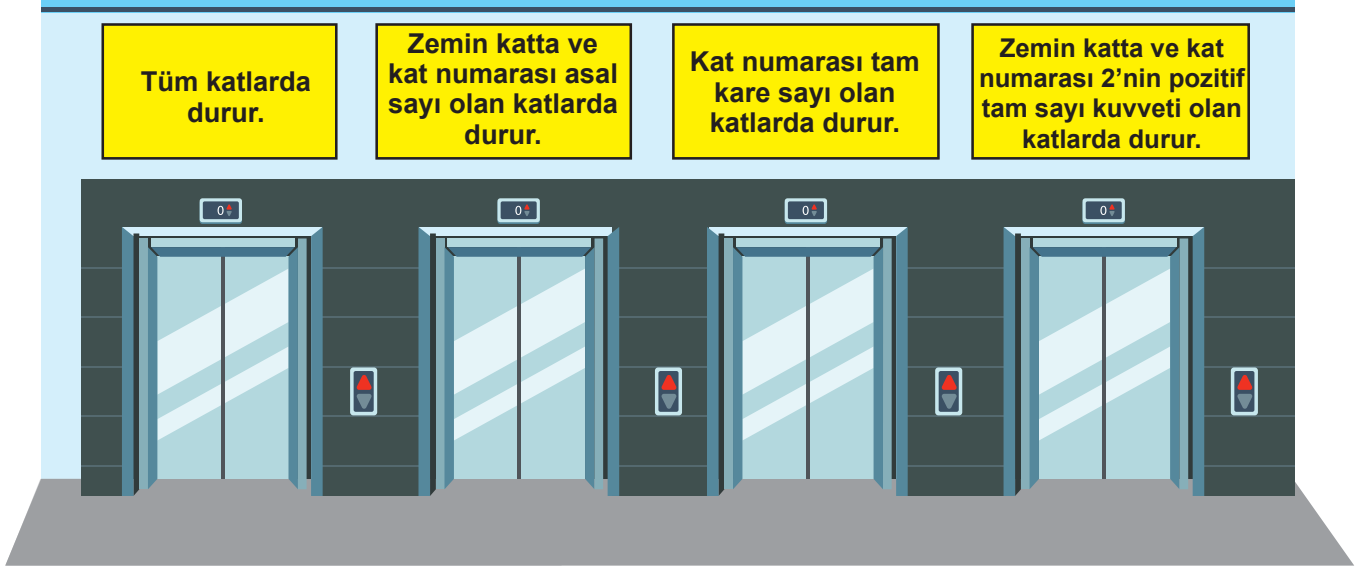 Tüm katlarda
durur.
Zemin katta ve
kat numarası asal
sayı olan katlarda
durur.
Kat numarası tam
kare sayı olan
katlarda durur.
Zemin katta ve kat
numarası 2’nin pozitif
tam sayı kuvveti olan
katlarda durur.
0
0
0
0